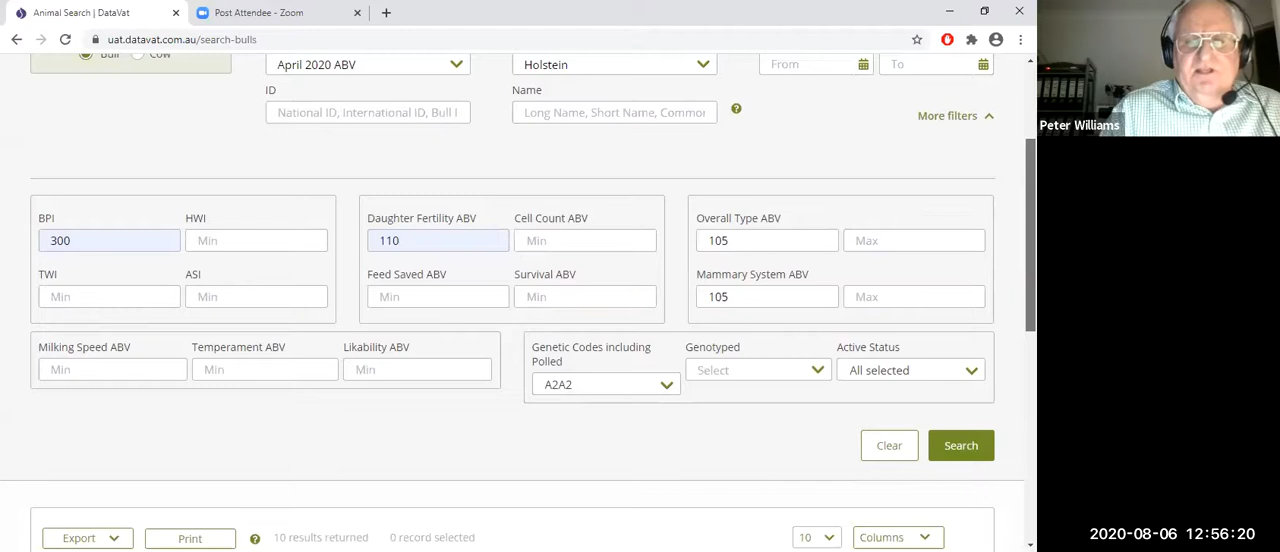 Animal Search | DataVat
Post Attendee - Zoom
uat.datavat.com.au/search-bulls
Bull Cow
April 2020 ABV
Holstein
From
To
ID
Name
National ID, International ID, Bull I
Long Name, Short Name, Common
More filters
Peter Williams
BPI HWI
300 Min
TWI ASI
Min Min
Daughter Fertility ABV Cell Count ABV
110 Min
Feed Saved ABV Survival ABV
Min Min
Overall Type ABV
105 Max
Mammary System ABV
105 Max
Milking Speed ABV Temperament ABV Likability ABV
Min Min Min
Genetic Codes including
Polled
Genotyped
Active Status
A2A2
Select
All selected
Clear Search
Export Print 10 results returned 0 record selected 10 Columns
2020-08-06 12:56:20